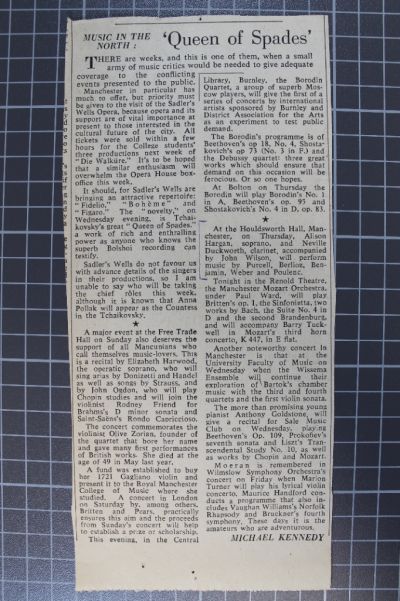 MUSIC IN THE
NORTH :
'Queen of Spades'
THERE are weeks, and this is one of them, when a small
army of music critics would be needed to give adequate
coverage to the conflicting
events presented to the public.
Manchester in particular has
much to offer, but priority must
be given to the visit of the Sadler's
Wells Opera, because opera and its
support are of vital importance at
present to those interested in the
cultural future of the city. All
tickets were sold within a few
hours for the College students'
three productions next week of
"Die Walküre." It's to be hoped
that a similar enthusiasm will
overwhelm the Opera House box-
office this week.
It should, for Sadler's Wells are
bringing an attractive repertoire:
"Fidelio," "Bohème" and
"Figaro." The "novelty," on
Wednesday evening, is Tchai-
kovsky's great "Queen of Spades,"
a work of rich and enthralling
power as anyone who knows the
superb Bolshoi recording can
testify.
Sadler's Wells do not favour us
with advance details of the singers
in their productions, so I am
unable to say who will be taking
the chief rôles this week,
although it is known that Anna
Pollak will appear as the Countess
in the Tchaikovsky.
★
A major event at the Free Trade
Hall on Sunday also deserves the
support of all Mancunians who
call themselves music-lovers. This
is a recital by Elizabeth Harwood,
the operatic soprano, who will
sing arias by Donizetti and Handel
as well as songs by Strauss, and
by John Ogdon, who will play
Chopin studies and will join the
violinist Rodney Friend for
Brahms's D minor sonata and
Saint-Saëns's Rondo Capriccioso.
The concert commemorates the
violinist Olive Zorian, founder of
the quartet that bore her name
and gave many first performances
of British works. She died at the
age of 49 in May last year.
A fund was established to buy
her 1721 Gagliano violin and
present it to the Royal Manchester
College of Music where she
studied. A concert in London
on Saturday by, among others,
Britten and Pears, practically
ensures this aim and the proceeds
from Sunday's concert will help
to establish a prize or scholarship.
This evening, in the Central
Library, Burnley, the Borodin
Quartet, a group of superb Mos-
cow players, will give the first of a
series of concerts by international
artists sponsored by Burnley and
District Association for the Arts
as an experiment to test public
demand.
The Borodin's programme is of
Beethoven's op 18, No. 4, Shosta-
kovich's op 73 (No. 3 in F.) and
the Debussy quartet: three great
works which should ensure that
demand on this occasion will be
ferocious. Or so one hopes.
At Bolton on Thursday the
Borodin will play Borodin's No. 1
in A, Beethoven's op. 95 and
Shostakovich's No. 4 in D, op. 83.
★
At the Houldsworth Hall, Man-
chester, on Thursday, Alison
Hargan, soprano, and Neville
Duckworth, clarinet, accompanied
by John Wilson, will perform
music by Purcell, Berlioz, Ben-
jamin, Weber and Poulenc.
Tonight in the Renold Theatre,
the Manchester Mozart Orchestra,
under Paul Ward, will play
Britten's op 1, the Sinfonietta, two
works by Bach, the Suite No. 4 in
D and the second Brandenburg,
and will accompany Barry Tuck-
well in Mozart's third horn
concerto, K 447, in E flat.
Another noteworthy concert in
Manchester is that at the
University Faculty of Music on
Wednesday when the Wissema
Ensemble will continue their
exploration of Bartok's chamber
music with the third and fourth
quartets and the first violin sonata.
The more than promising young
pianist Anthony Goldstone, will
give a recital for Sale Music
Club on Wednesday, playing
Beethoven's Op. 109, Prokofiev's
seventh sonata and Liszt's Tran-
scendental Study No. 10, as well
as works by Chopin and Mozart.
Moeran is remembered in
Wilmslow Symphony Orchestra's
concert on Friday when Marion
Turner will play his lyrical violin
concerto. Maurice Handford con-
ducts a programme that also in-
cludes Vaughan Williams's Norfolk
Rhapsody and Bruckner's fourth
symphony. These days it is the
amateurs who are adventurous.
MICHAEL KENNEDY